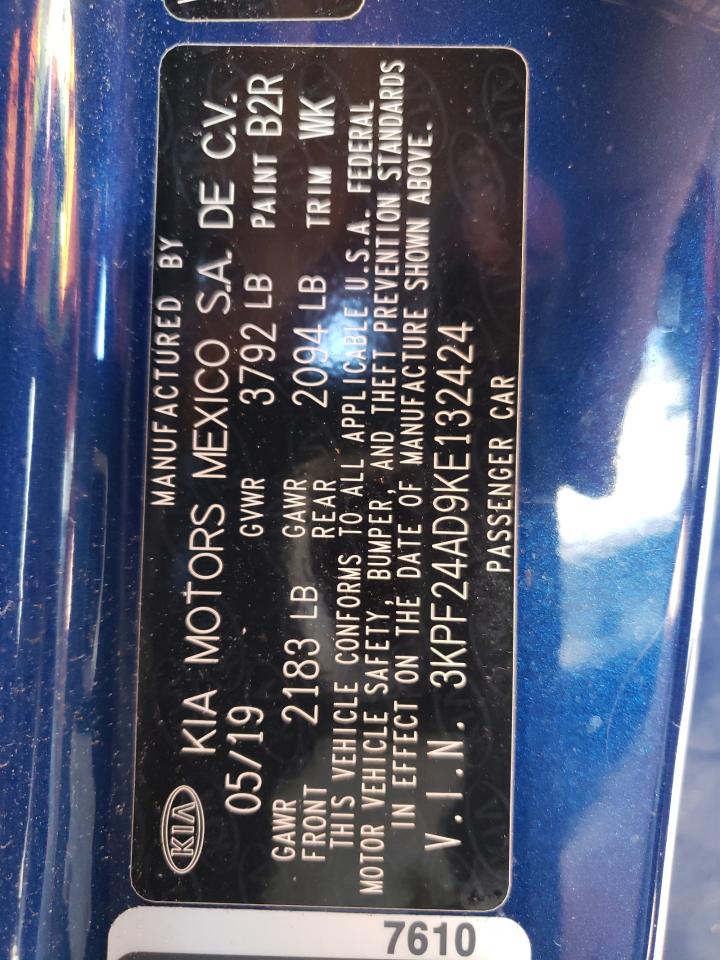 MANUFACTURED BY
KIA KIA MOTORS MEXICO S.A. DE C.V.
05/19 GVWR 3792 LB PAINT B2R
GAWR FRONT 2183 LB GAWR REAR 2094 LB TRIM WK
THIS VEHICLE CONFORMS TO ALL APPLICABLE U.S.A. FEDERAL
MOTOR VEHICLE SAFETY, BUMPER, AND THEFT PREVENTION STANDARDS
IN EFFECT ON THE DATE OF MANUFACTURE SHOWN ABOVE.
V.I.N. 3KPF24AD9KE132424
PASSENGER CAR
7610